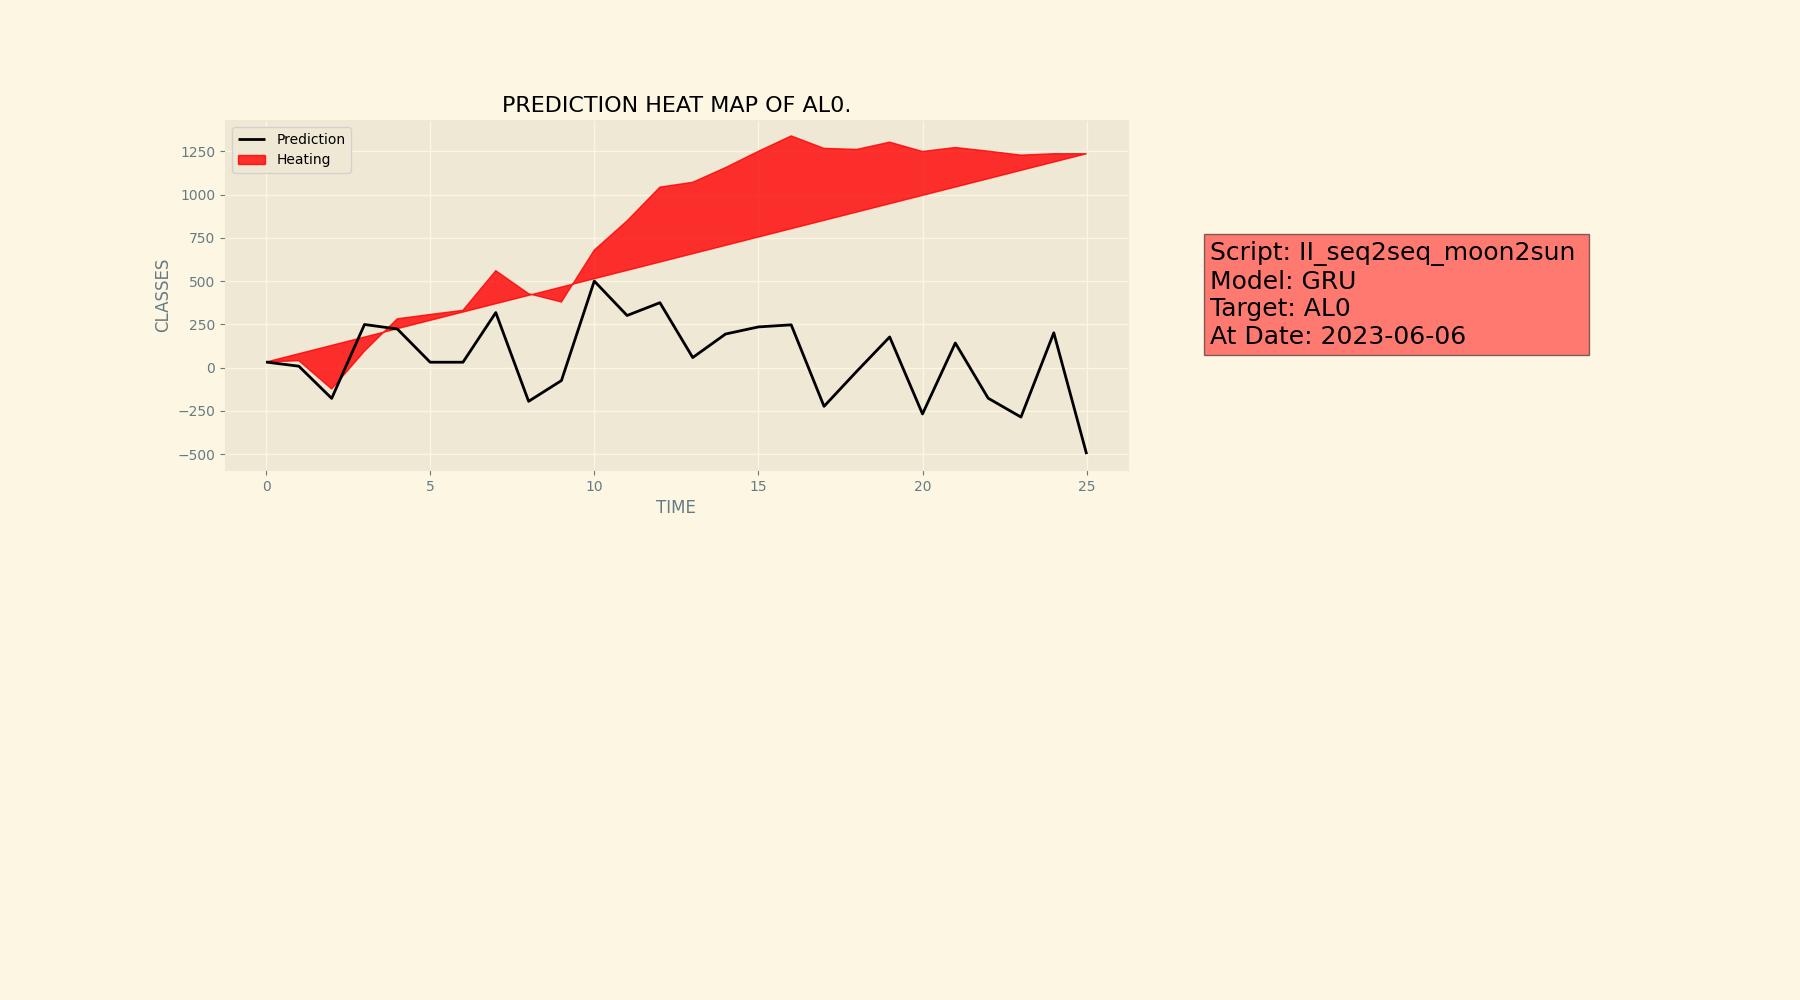 PREDICTION HEAT MAP OF AL0.
Prediction
Heating
1250
1000
750
500
250
0
−250
−500
CLASSES
0 5 10 15 20 25
TIME
Script: II_seq2seq_moon2sun
Model: GRU
Target: AL0
At Date: 2023-06-06